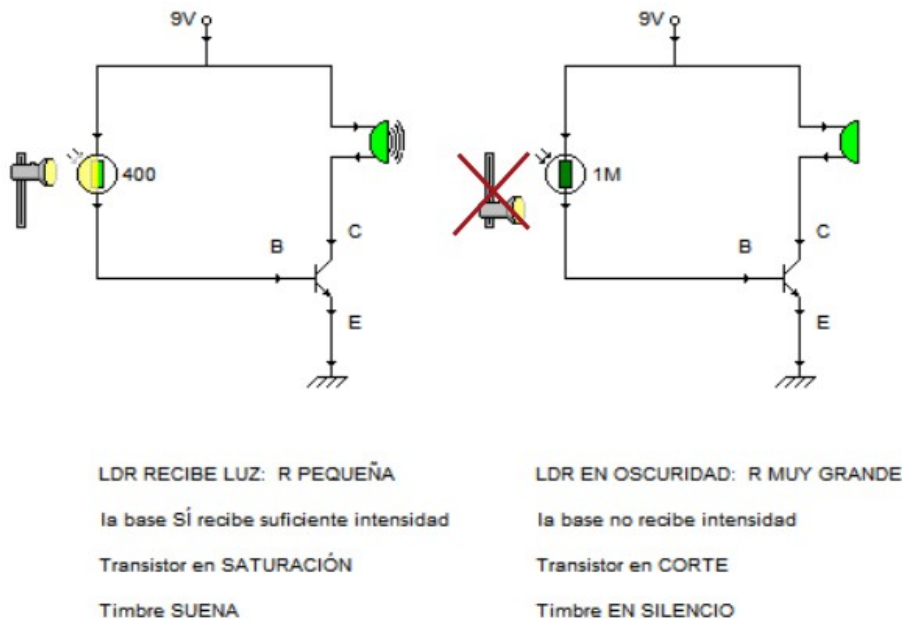 9V
400
B
C
E
9V
1M
B
C
E
LDR RECIBE LUZ: R PEQUEÑA
la base SÍ recibe suficiente intensidad
Transistor en SATURACIÓN
Timbre SUENA
LDR EN OSCURIDAD: R MUY GRANDE
la base no recibe intensidad
Transistor en CORTE
Timbre EN SILENCIO